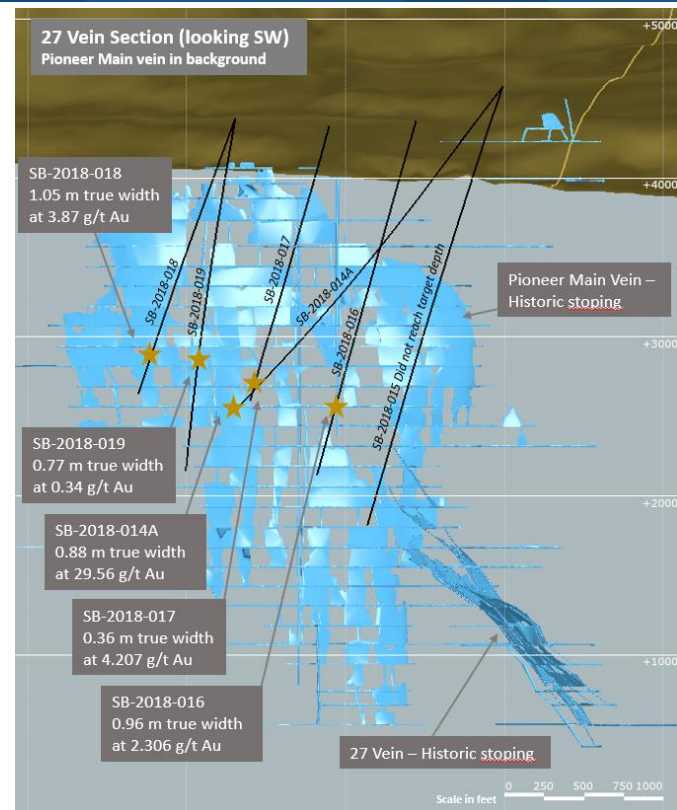 27 Vein Section (looking SW)
Pioneer Main vein in background
+5000
SB-2018-018
1.05 m true width
at 3.87 g/t Au
+4000
SB-2018-018
SB-2018-019
SB-2018-017
SB-2018-014A
SB-2018-016
SB-2018-015 Did not reach target depth
Pioneer Main Vein –
Historic stoping
+3000
SB-2018-019
0.77 m true width
at 0.34 g/t Au
+2000
SB-2018-014A
0.88 m true width
at 29.56 g/t Au
SB-2018-017
0.36 m true width
at 4.207 g/t Au
+1000
SB-2018-016
0.96 m true width
at 2.306 g/t Au
27 Vein – Historic stoping
0 250 500 750 1000
Scale in feet